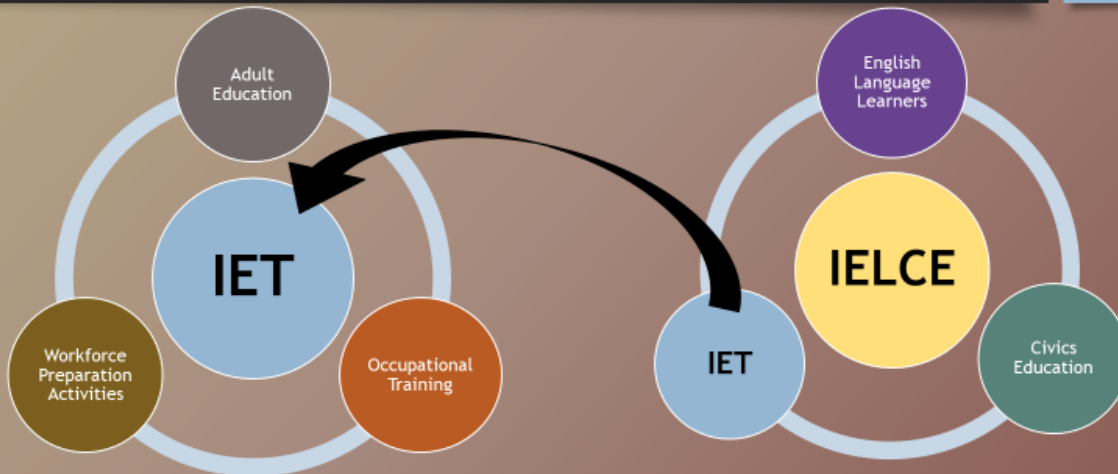 Adult
Education
IET
Workforce
Preparation
Activities
Occupational
Training
English
Language
Learners
IELCE
IET
Civics
Education